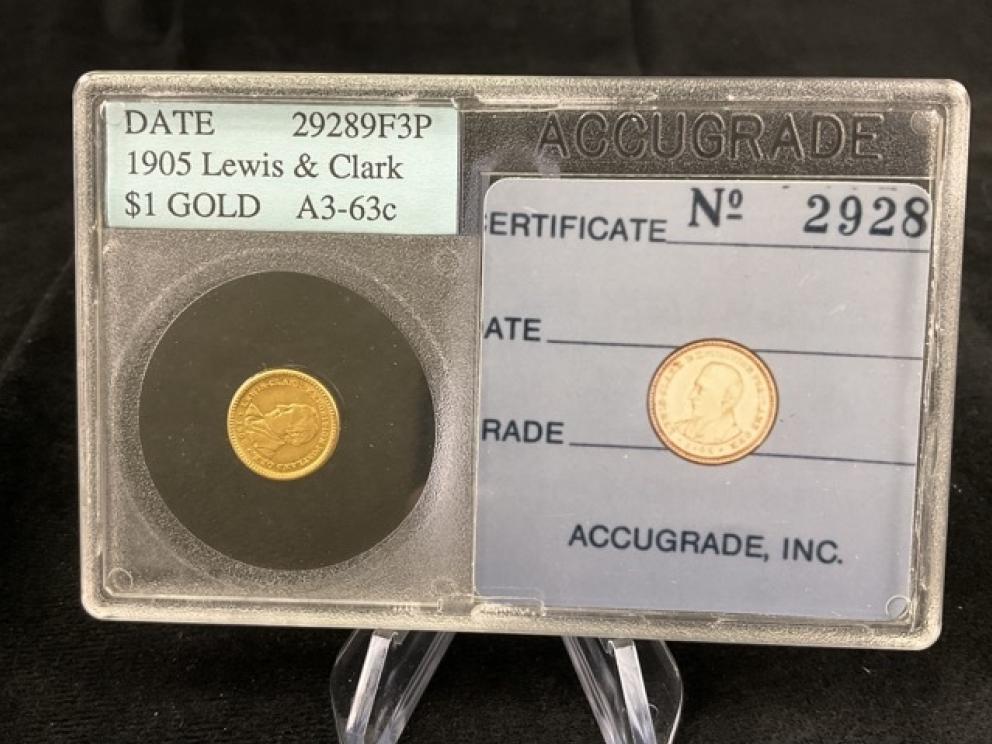 DATE 29289F3P
1905 Lewis & Clark
$1 GOLD A3-63c
ACCUGRADE
ERTIFICATE Nº 2928
ATE
RADE
ACCUGRADE, INC.